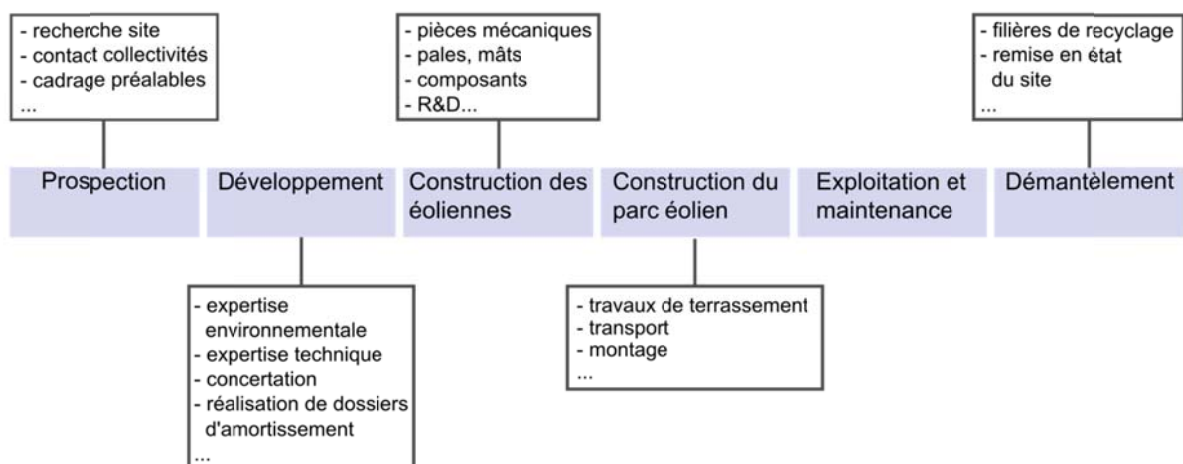 - recherche site
- contact collectivités
- cadrage préalables
...
- pièces mécaniques
- pales, mâts
- composants
- R&D...
- filières de recyclage
- remise en état
du site
...
Prospection
Développement
Construction des
éoliennes
Construction du
parc éolien
Exploitation et
maintenance
Démantèlement
- expertise
environnementale
- expertise technique
- concertation
- réalisation de dossiers
d'amortissement
...
- travaux de terrassement
- transport
- montage
...